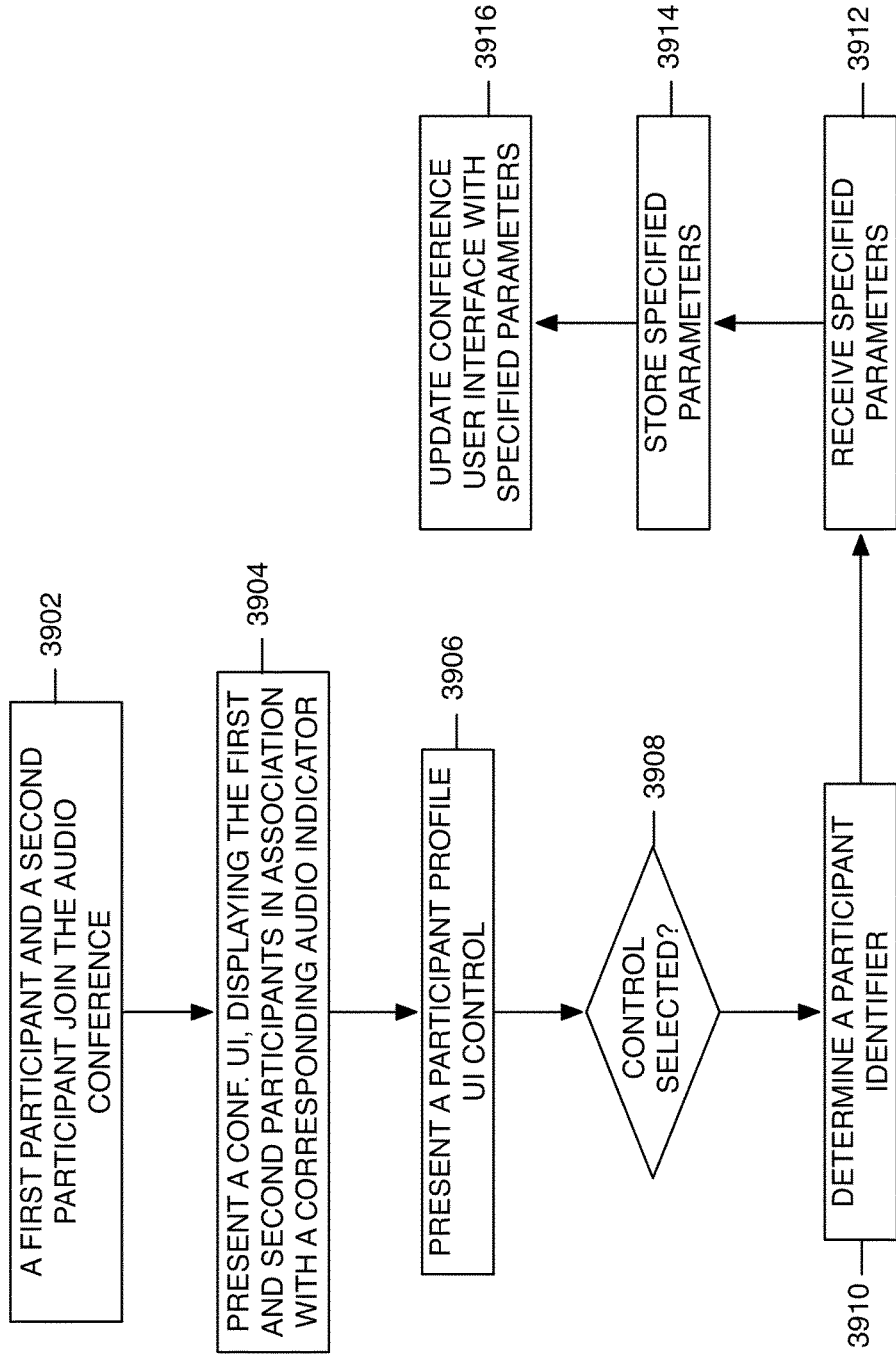 A FIRST PARTICIPANT AND A SECOND
PARTICIPANT JOIN THE AUDIO
CONFERENCE
3902
PRESENT A CONF. UI, DISPLAYING THE FIRST
AND SECOND PARTICIPANTS IN ASSOCIATION
WITH A CORRESPONDING AUDIO INDICATOR
3904
PRESENT A PARTICIPANT PROFILE
UI CONTROL
3906
CONTROL
SELECTED?
3908
3910
DETERMINE A PARTICIPANT
IDENTIFIER
RECEIVE SPECIFIED
PARAMETERS
3912
STORE SPECIFIED
PARAMETERS
3914
UPDATE CONFERENCE
USER INTERFACE WITH
SPECIFIED PARAMETERS
3916